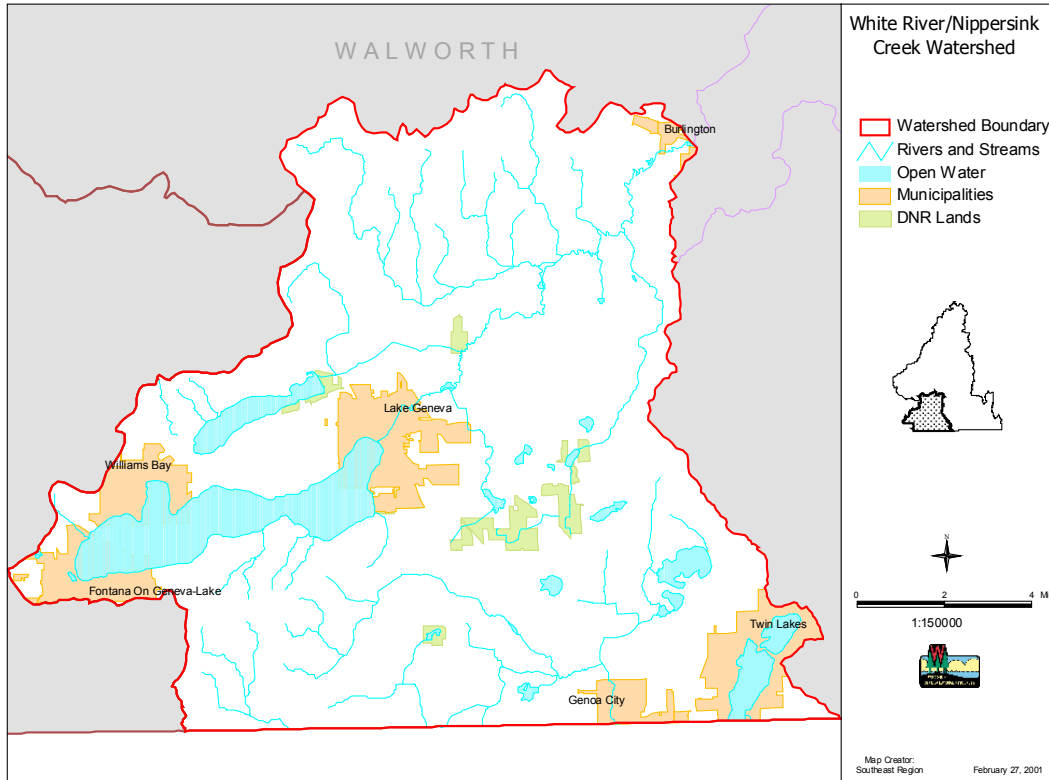 White River/Nippersink
Creek Watershed
WALWORTH
Burlington
Lake Geneva
Williams Bay
Fontana On Geneva-Lake
Twin Lakes
Genoa City
Watershed Boundary
Rivers and Streams
Open Water
Municipalities
DNR Lands
N
0 2 4 Mi
1:150000
Map Creator:
Southeast Region February 27, 2001